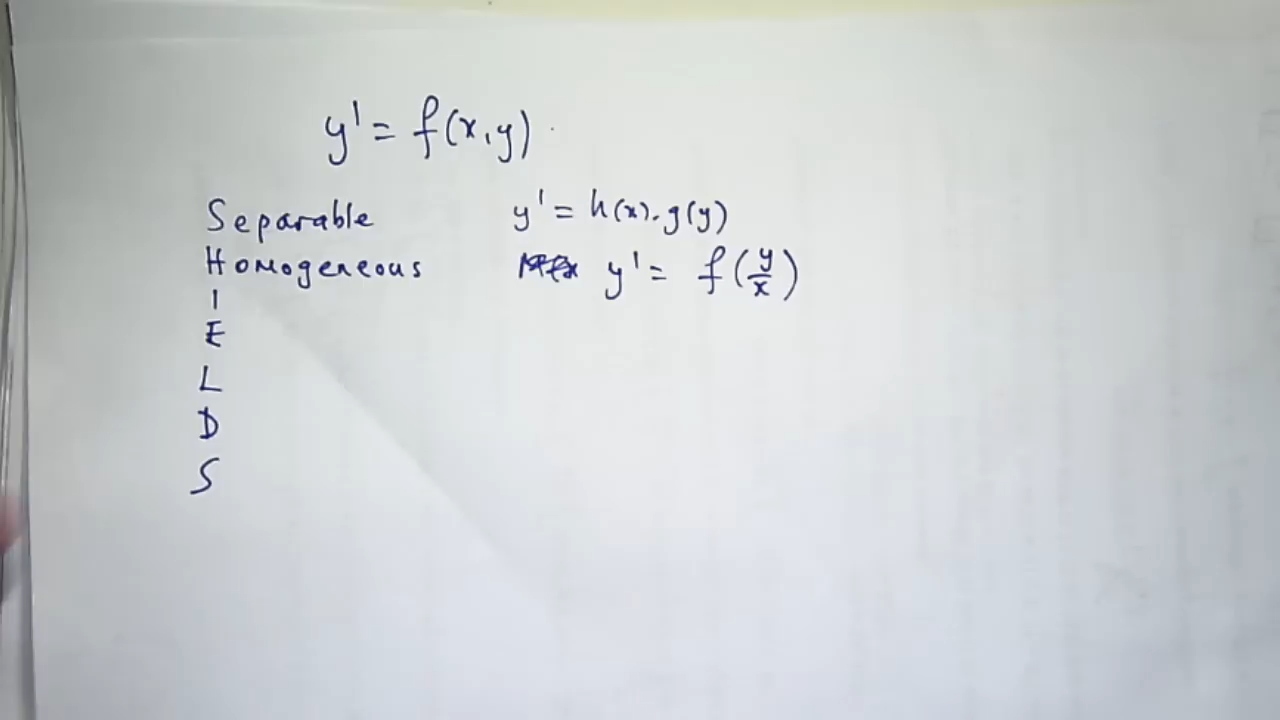 y' = f(x,y)
Separable y' = h(x).g(y)
Homogeneous y' = f(y/x)
I
E
L
D
S